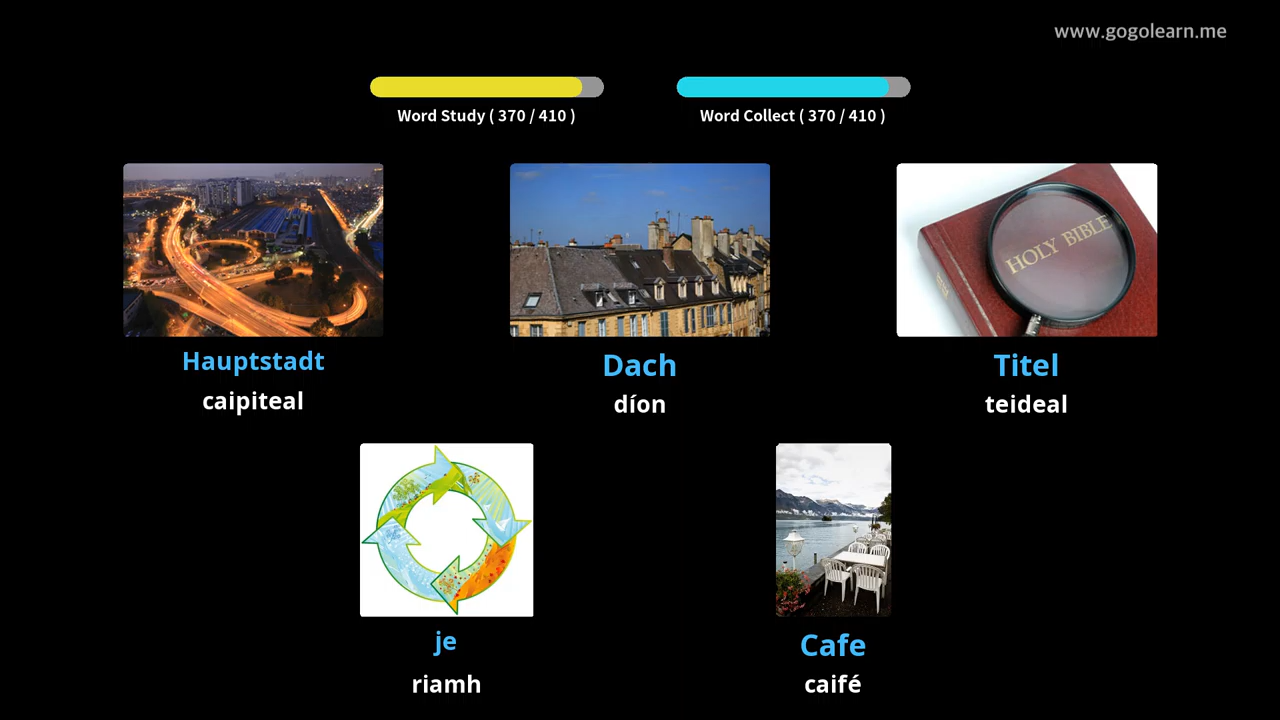 www.gogolearn.me
Word Study ( 370 / 410 )
Word Collect ( 370 / 410 )
HOLY BIBLE
Hauptstadt
caipiteal
Dach
díon
Titel
teideal
je
riamh
Cafe
caifé